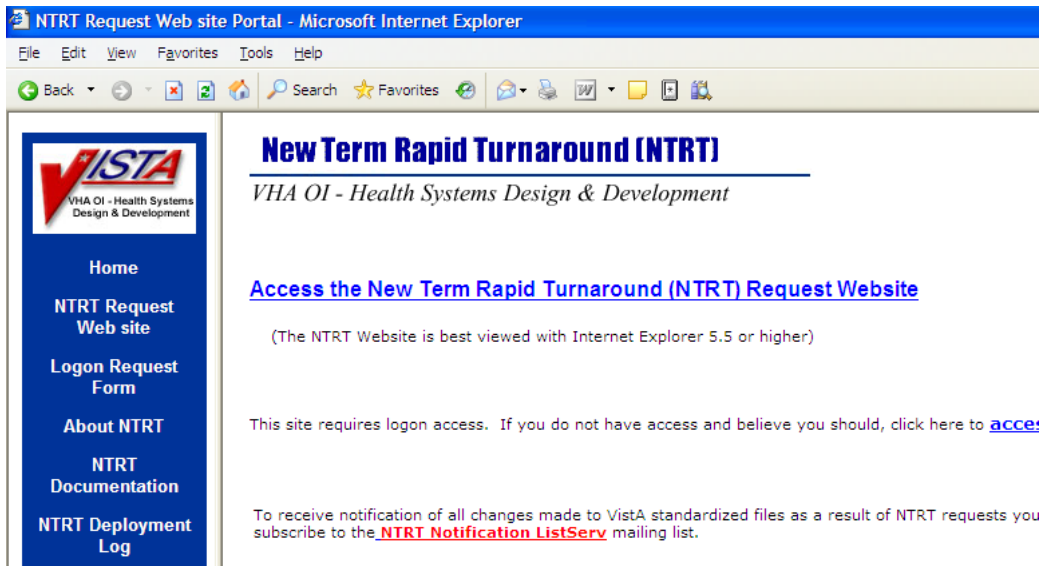 NTRT Request Web site Portal - Microsoft Internet Explorer
File Edit View Favorites Tools Help
Back Search Favorites
VISTA
VHA OI - Health Systems
Design & Development
Home
NTRT Request
Web site
Logon Request
Form
About NTRT
NTRT
Documentation
NTRT Deployment
Log
New Term Rapid Turnaround (NTRT)
VHA OI - Health Systems Design & Development
Access the New Term Rapid Turnaround (NTRT) Request Website
(The NTRT Website is best viewed with Internet Explorer 5.5 or higher)
This site requires logon access. If you do not have access and believe you should, click here to acces
To receive notification of all changes made to VistA standardized files as a result of NTRT requests you
subscribe to the NTRT Notification ListServ mailing list.